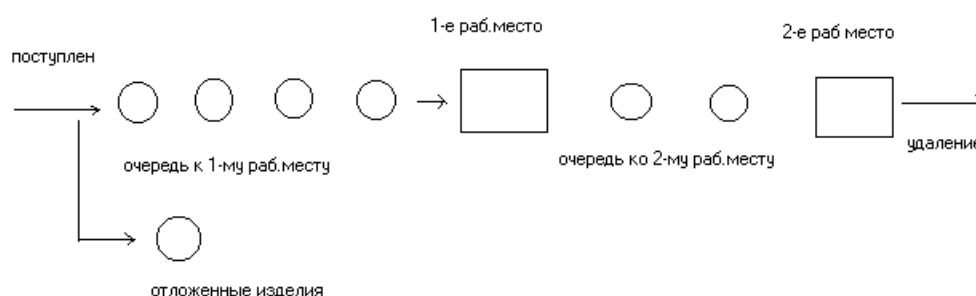 1-е раб.место
2-е раб место
поступлен
очередь к 1-му раб.месту
очередь ко 2-му раб.месту
удаление
отложенные изделия